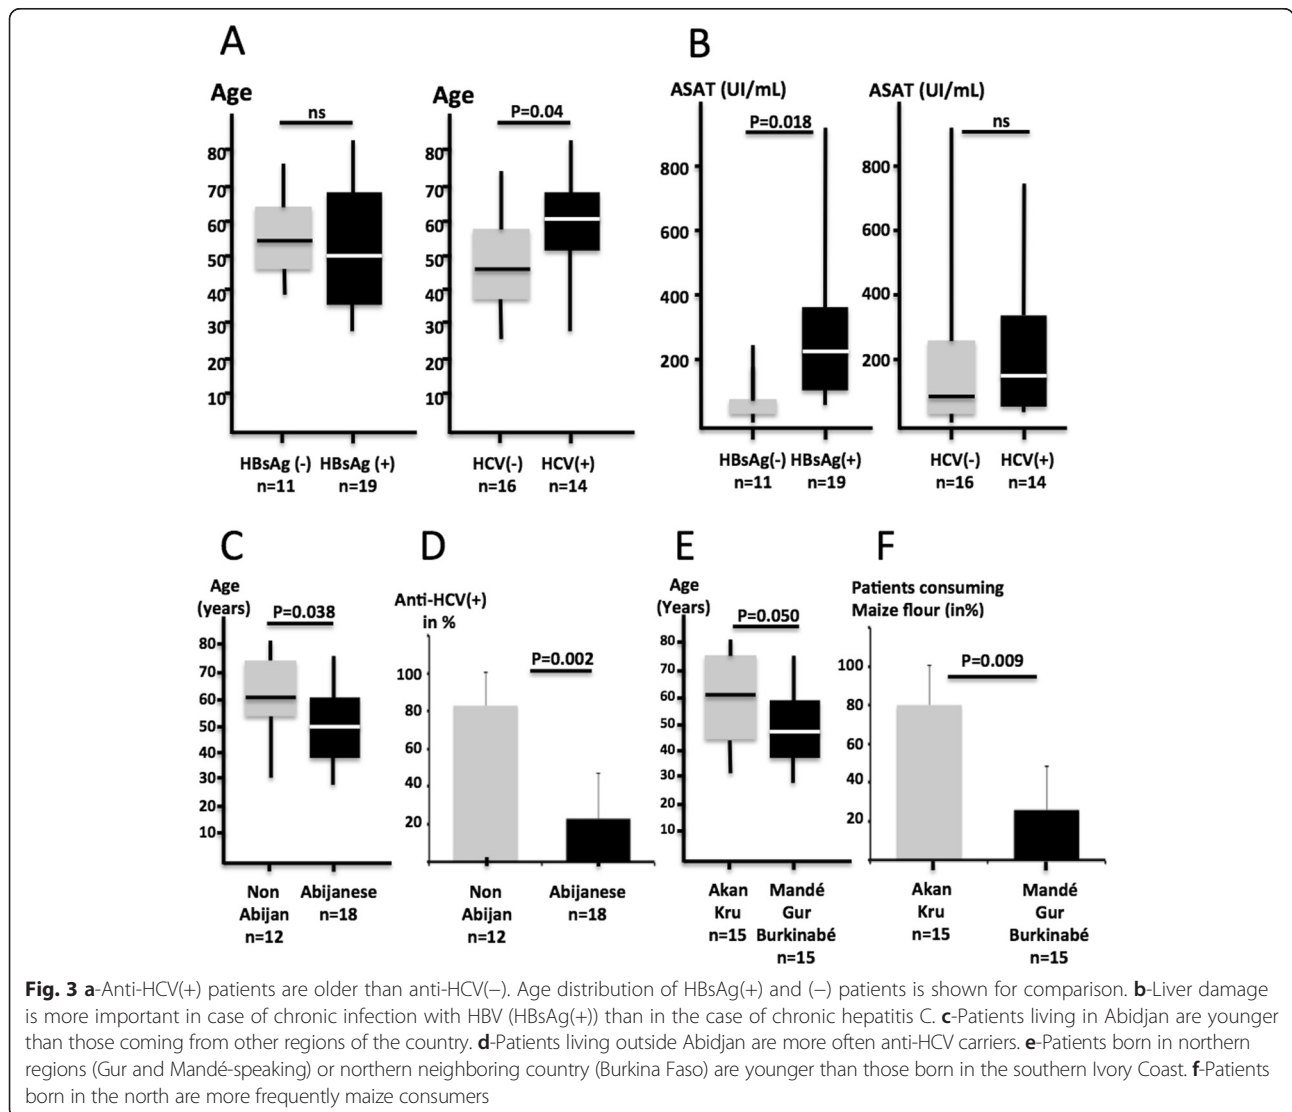 A
Age
ns
80
70
60
50
40
30
20
10
HBsAg (-)
n=11
HBsAg (+)
n=19
Age
P=0.04
80
70
60
50
40
30
20
10
HCV(-)
n=16
HCV(+)
n=14
B
ASAT (UI/mL)
P=0.018
800
600
400
200
HBsAg(-)
n=11
HBsAg(+)
n=19
ASAT (UI/mL)
ns
800
600
400
200
HCV(-)
n=16
HCV(+)
n=14
C
Age
(years)
P=0.038
80
70
60
50
40
30
20
10
Non
Abijan
n=12
Abijanese
n=18
D
Anti-HCV(+)
in %
P=0.002
100
80
60
40
20
Non
Abijan
n=12
Abijanese
n=18
E
Age
(Years)
P=0.050
80
70
60
50
40
30
20
10
Akan
Kru
n=15
Mandé
Gur
Burkinabé
n=15
F
Patients consuming
Maize flour (in%)
P=0.009
100
80
60
40
20
Akan
Kru
n=15
Mandé
Gur
Burkinabé
n=15
Fig. 3 a-Anti-HCV(+) patients are older than anti-HCV(−). Age distribution of HBsAg(+) and (−) patients is shown for comparison. b-Liver damage
is more important in case of chronic infection with HBV (HBsAg(+)) than in the case of chronic hepatitis C. c-Patients living in Abidjan are younger
than those coming from other regions of the country. d-Patients living outside Abidjan are more often anti-HCV carriers. e-Patients born in northern
regions (Gur and Mandé-speaking) or northern neighboring country (Burkina Faso) are younger than those born in the southern Ivory Coast. f-Patients
born in the north are more frequently maize consumers